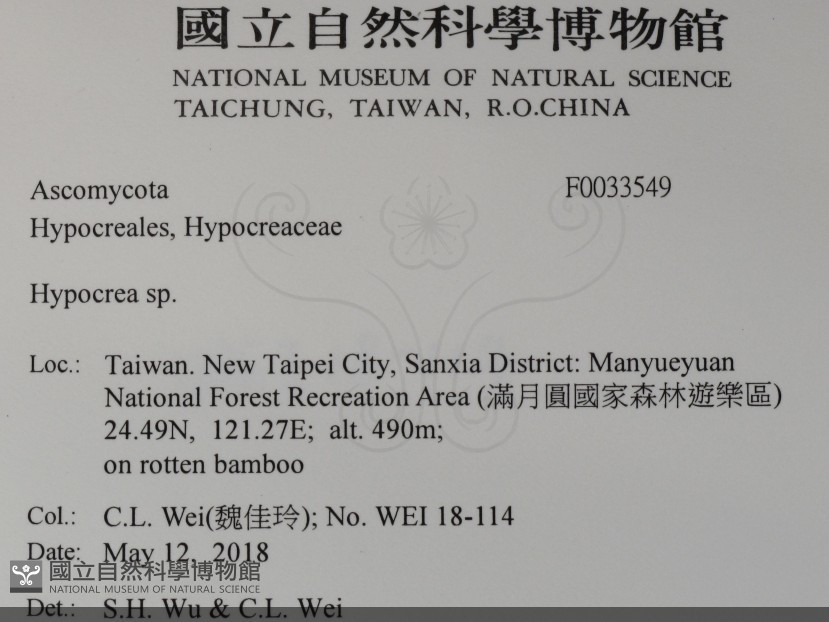 國立自然科學博物館
NATIONAL MUSEUM OF NATURAL SCIENCE
TAICHUNG, TAIWAN, R.O.CHINA
Ascomycota F0033549
Hypocreales, Hypocreaceae
Hypocrea sp.
Loc.: Taiwan. New Taipei City, Sanxia District: Manyueyuan
National Forest Recreation Area (滿月圓國家森林遊樂區)
24.49N, 121.27E; alt. 490m;
on rotten bamboo
Col.: C.L. Wei(魏佳玲); No. WEI 18-114
Date: May 12, 2018
國立自然科學博物館
NATIONAL MUSEUM OF NATURAL SCIENCE
Det.: S.H. Wu & C.L. Wei